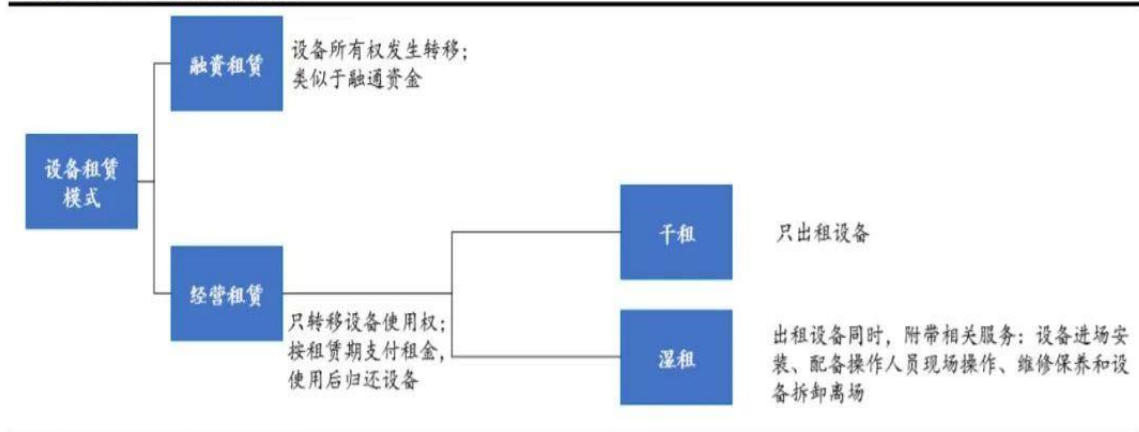 融资租赁
设备所有权发生转移;
类似于融通资金
设备租赁
模式
干租
只出租设备
经营租赁
只转移设备使用权;
按租赁期支付租金,
使用后归还设备
湿租
出租设备同时，附带相关服务：设备进场安
装、配备操作人员现场操作、维修保养和设
备拆卸离场